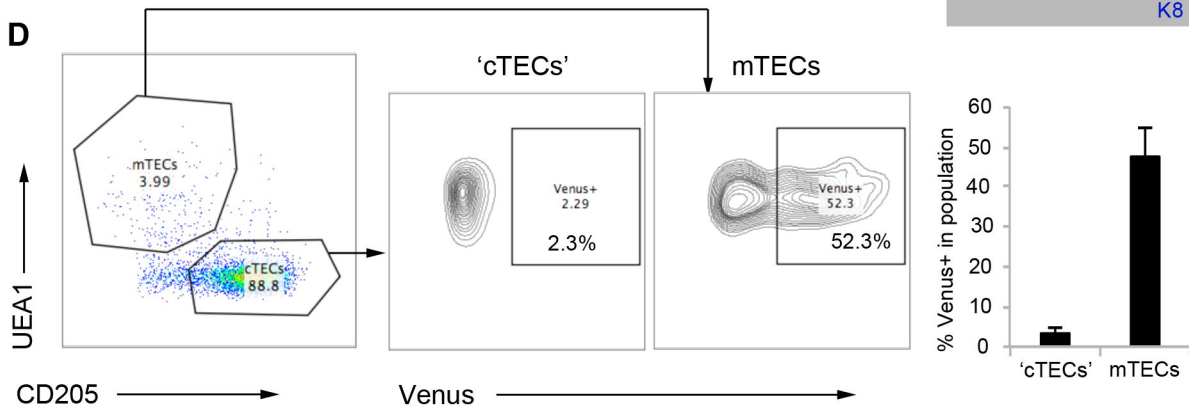 K8
D
'cTECs'
mTECs
mTECs
3.99
cTECs
88.8
UEA1
CD205
Venus+
2.29
2.3%
Venus+
52.3
52.3%
Venus
% Venus+ in population
60
50
40
30
20
10
0
'cTECs'
mTECs